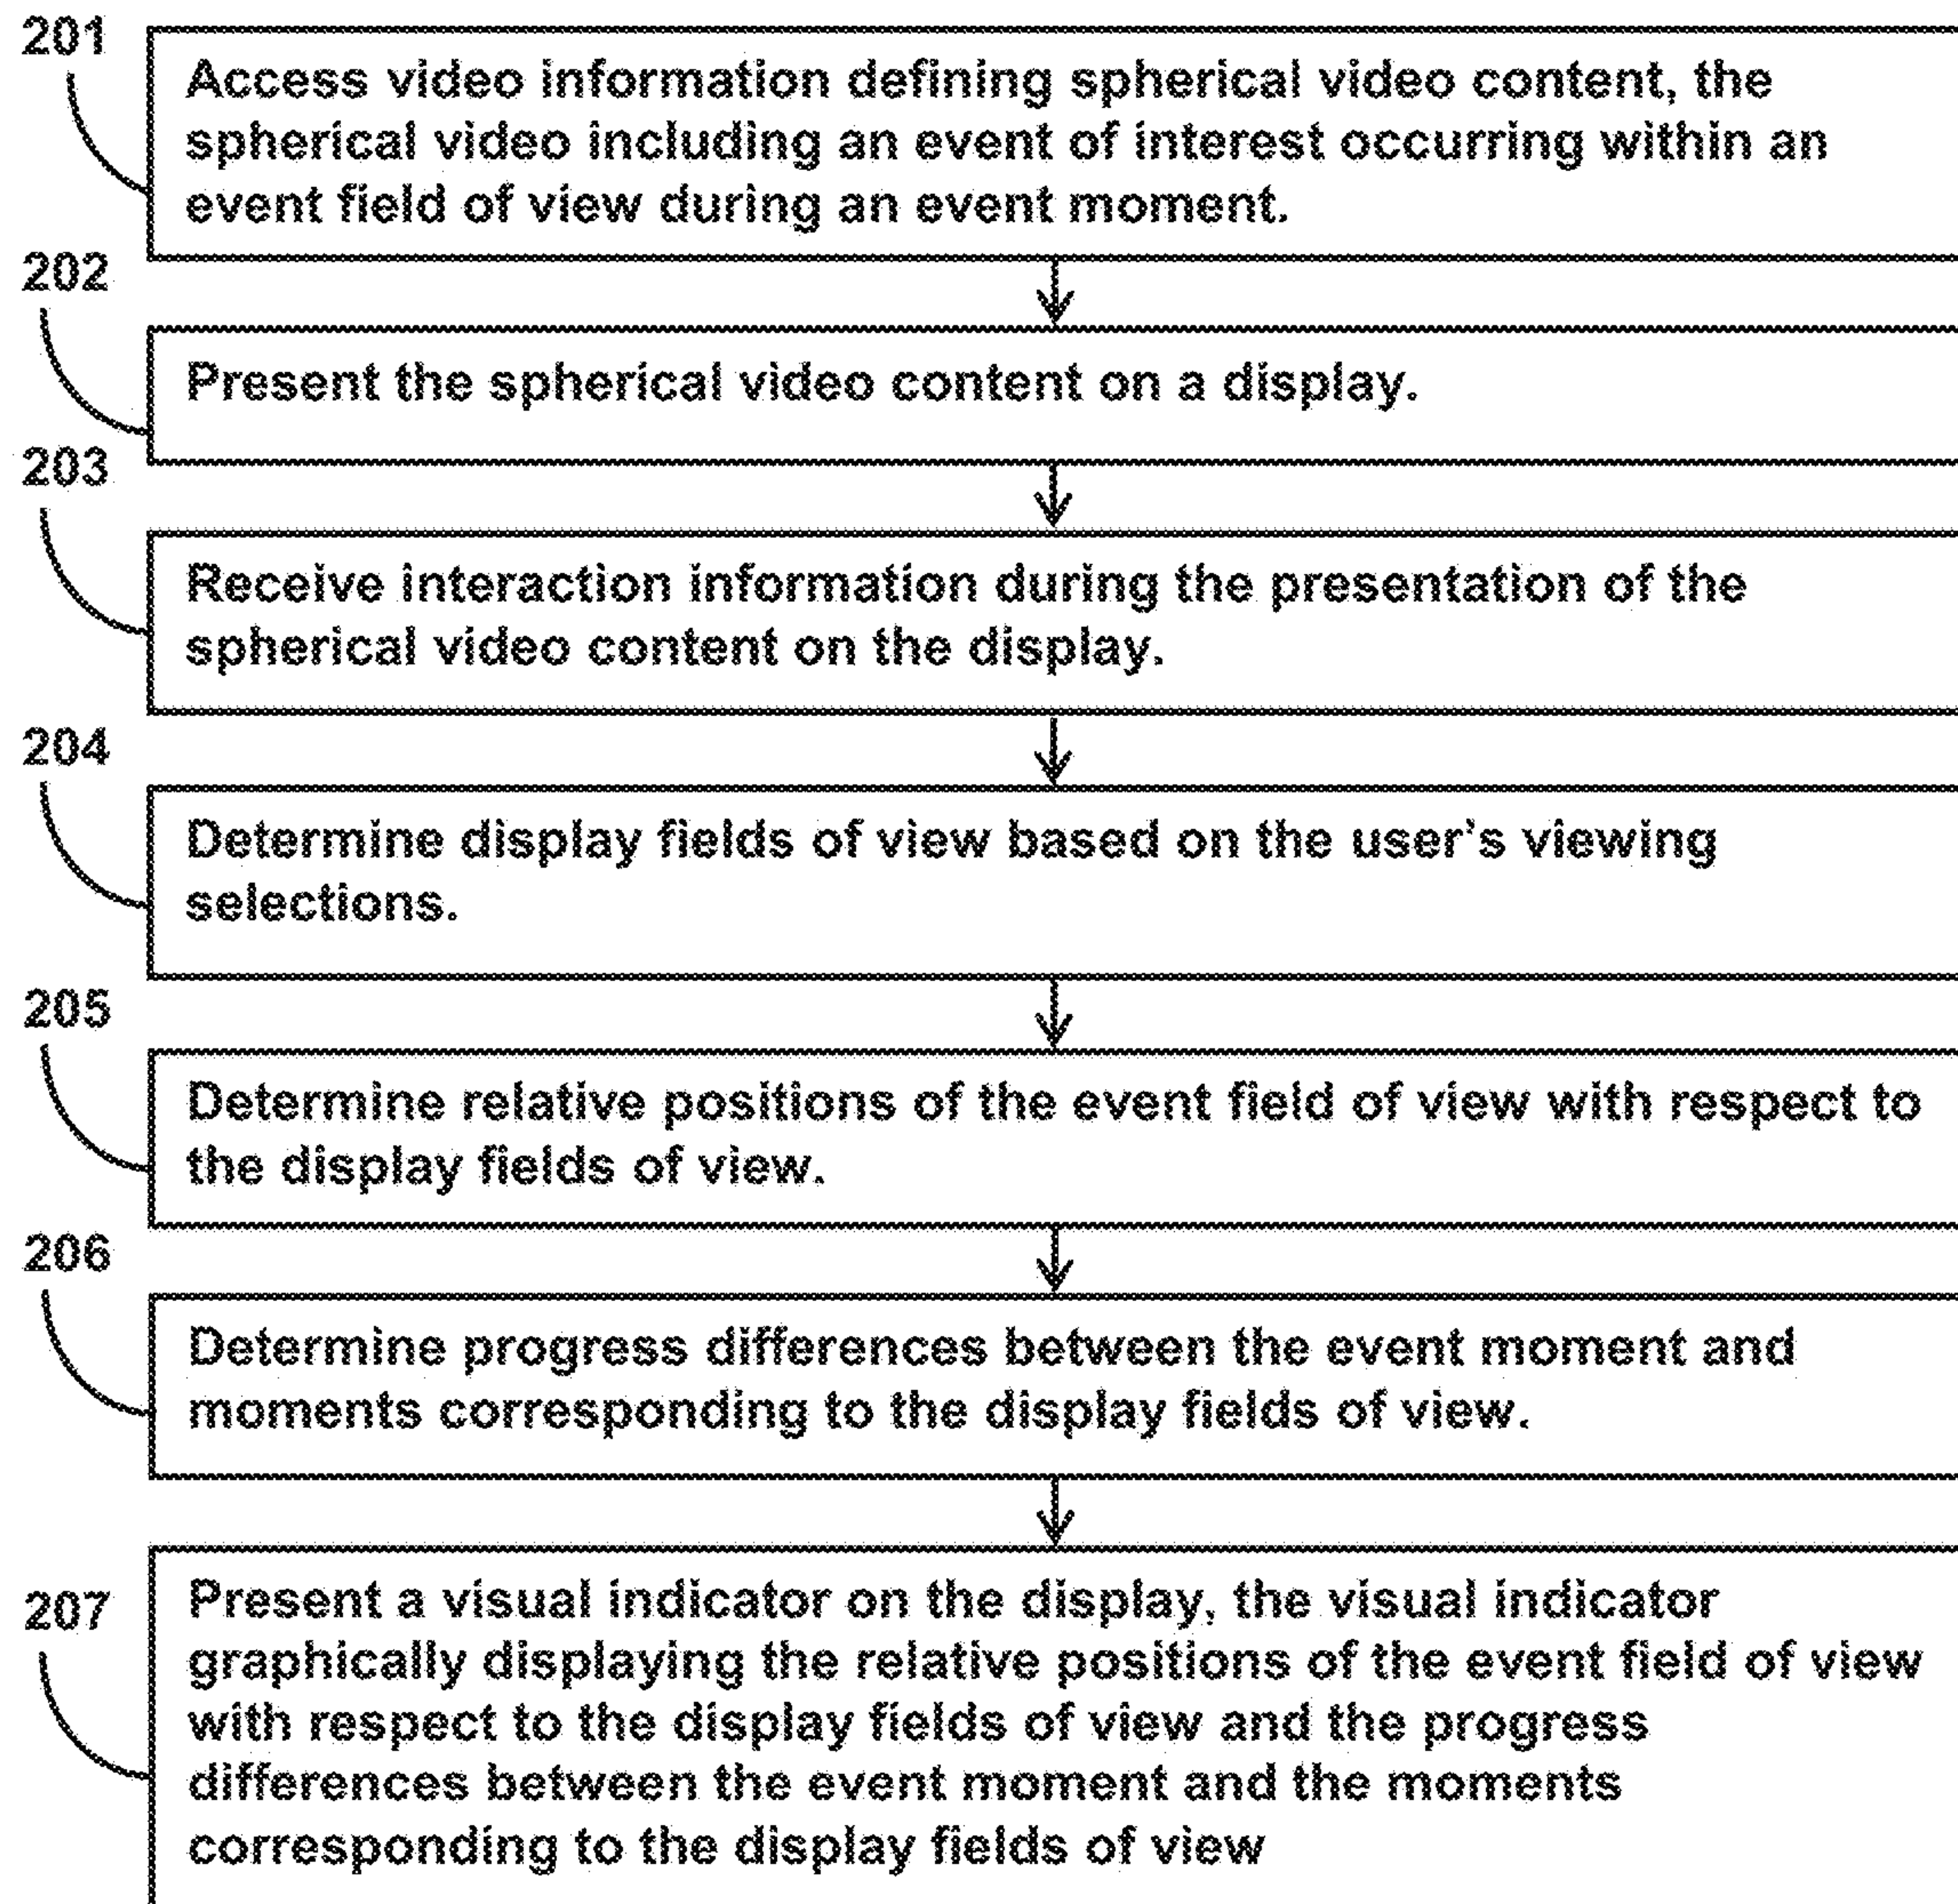 201
Access video information defining spherical video content, the
spherical video including an event of interest occurring within an
event field of view during an event moment.
202
Present the spherical video content on a display.
203
Receive interaction information during the presentation of the
spherical video content on the display.
204
Determine display fields of view based on the user's viewing
selections.
205
Determine relative positions of the event field of view with respect to
the display fields of view.
206
Determine progress differences between the event moment and
moments corresponding to the display fields of view.
207
Present a visual indicator on the display, the visual indicator
graphically displaying the relative positions of the event field of view
with respect to the display fields of view and the progress
differences between the event moment and the moments
corresponding to the display fields of view